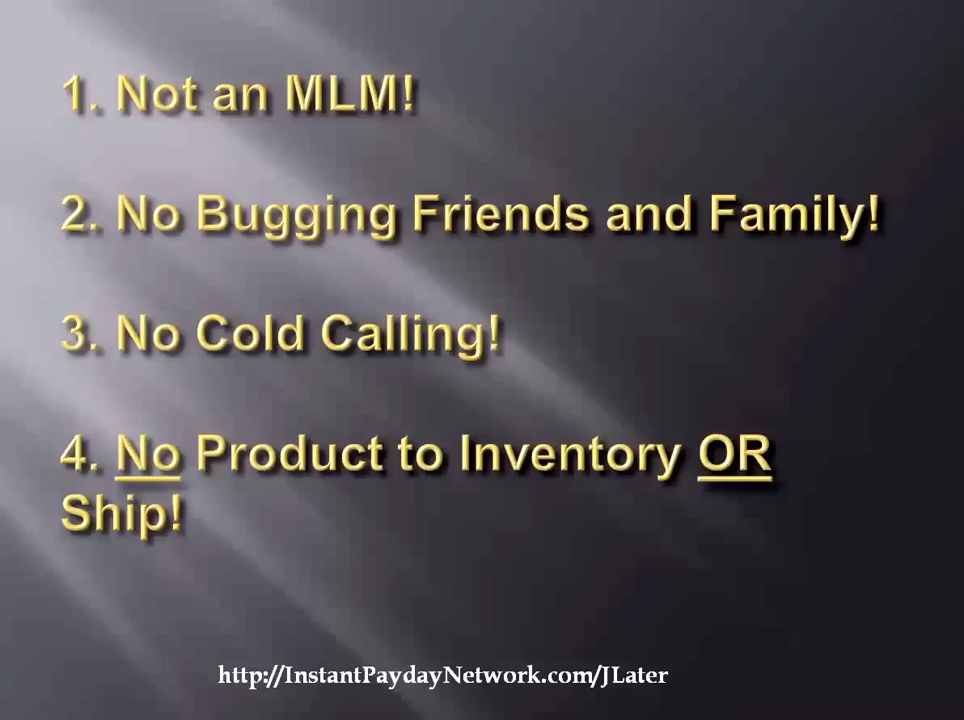 1. Not an MLM!
2. No Bugging Friends and Family!
3. No Cold Calling!
4. No Product to Inventory OR
Ship!
http://InstantPaydayNetwork.com/JLater